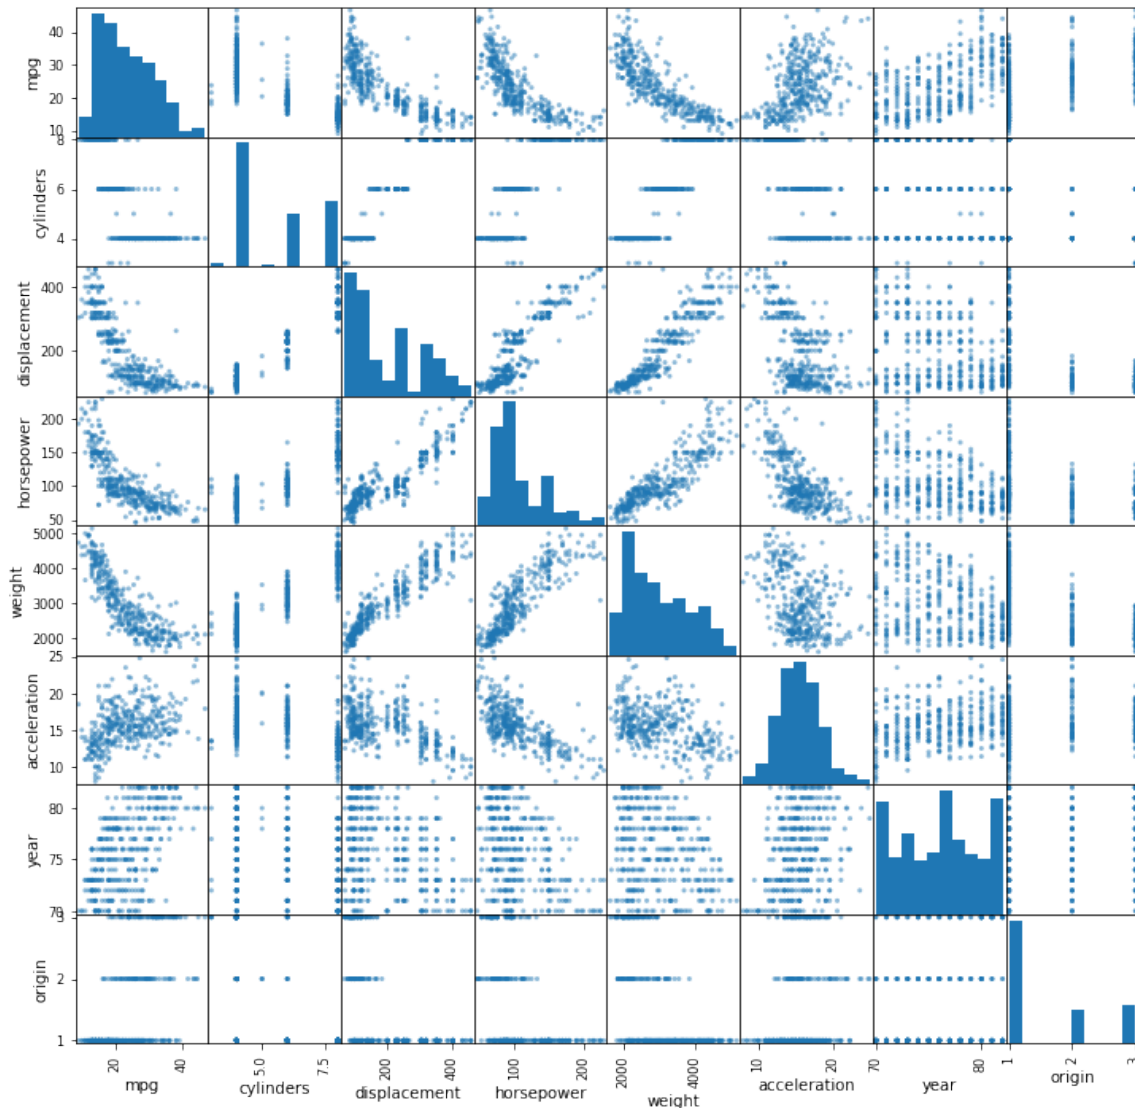 40
30
20
10
mpg
8
6
4
cylinders
400
200
displacement
200
150
100
50
horsepower
5000
4000
3000
2000
weight
25
20
15
10
acceleration
80
75
70
year
3
2
1
origin
20 40
mpg
5.0 7.5
cylinders
200 400
displacement
100 200
horsepower
2000 4000
weight
10 20
acceleration
70 80
year
1 2 3
origin